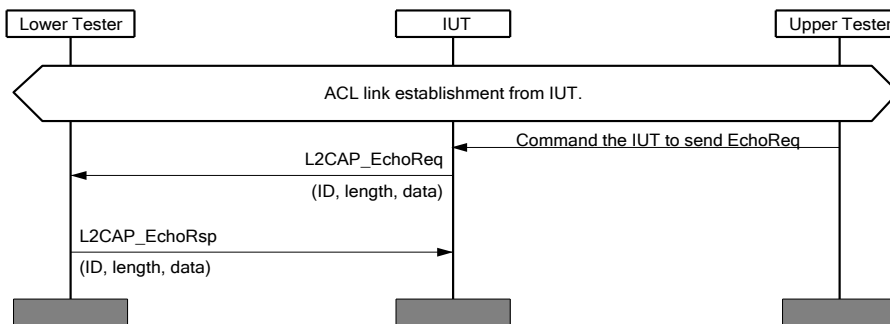 Lower Tester
IUT
Upper Tester
ACL link establishment from IUT.
Command the IUT to send EchoReq
L2CAP_EchoReq
(ID, length, data)
L2CAP_EchoRsp
(ID, length, data)